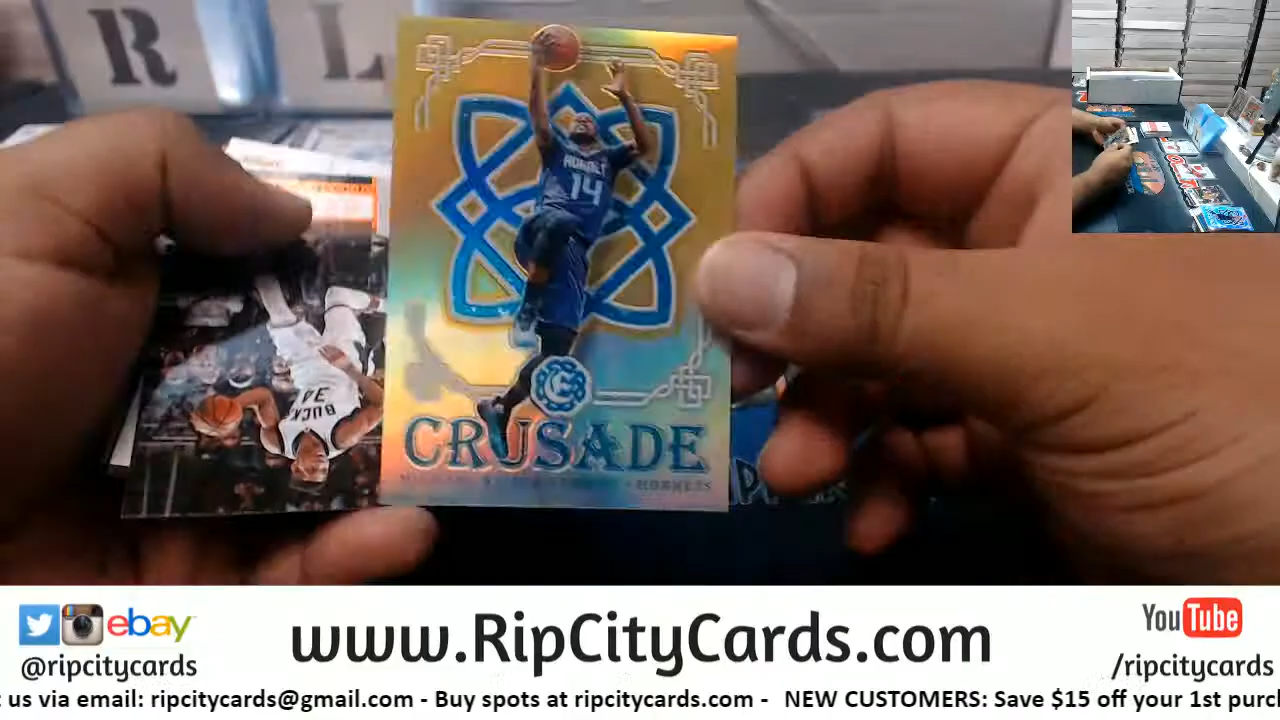 R L
HORNETS
14
CRUSADE
HORNETS
BUCKS
34
YouTube
ebay
www.RipCityCards.com
@ripcitycards
/ripcitycards
t us via email: ripcitycards@gmail.com - Buy spots at ripcitycards.com - NEW CUSTOMERS: Save $15 off your 1st purch